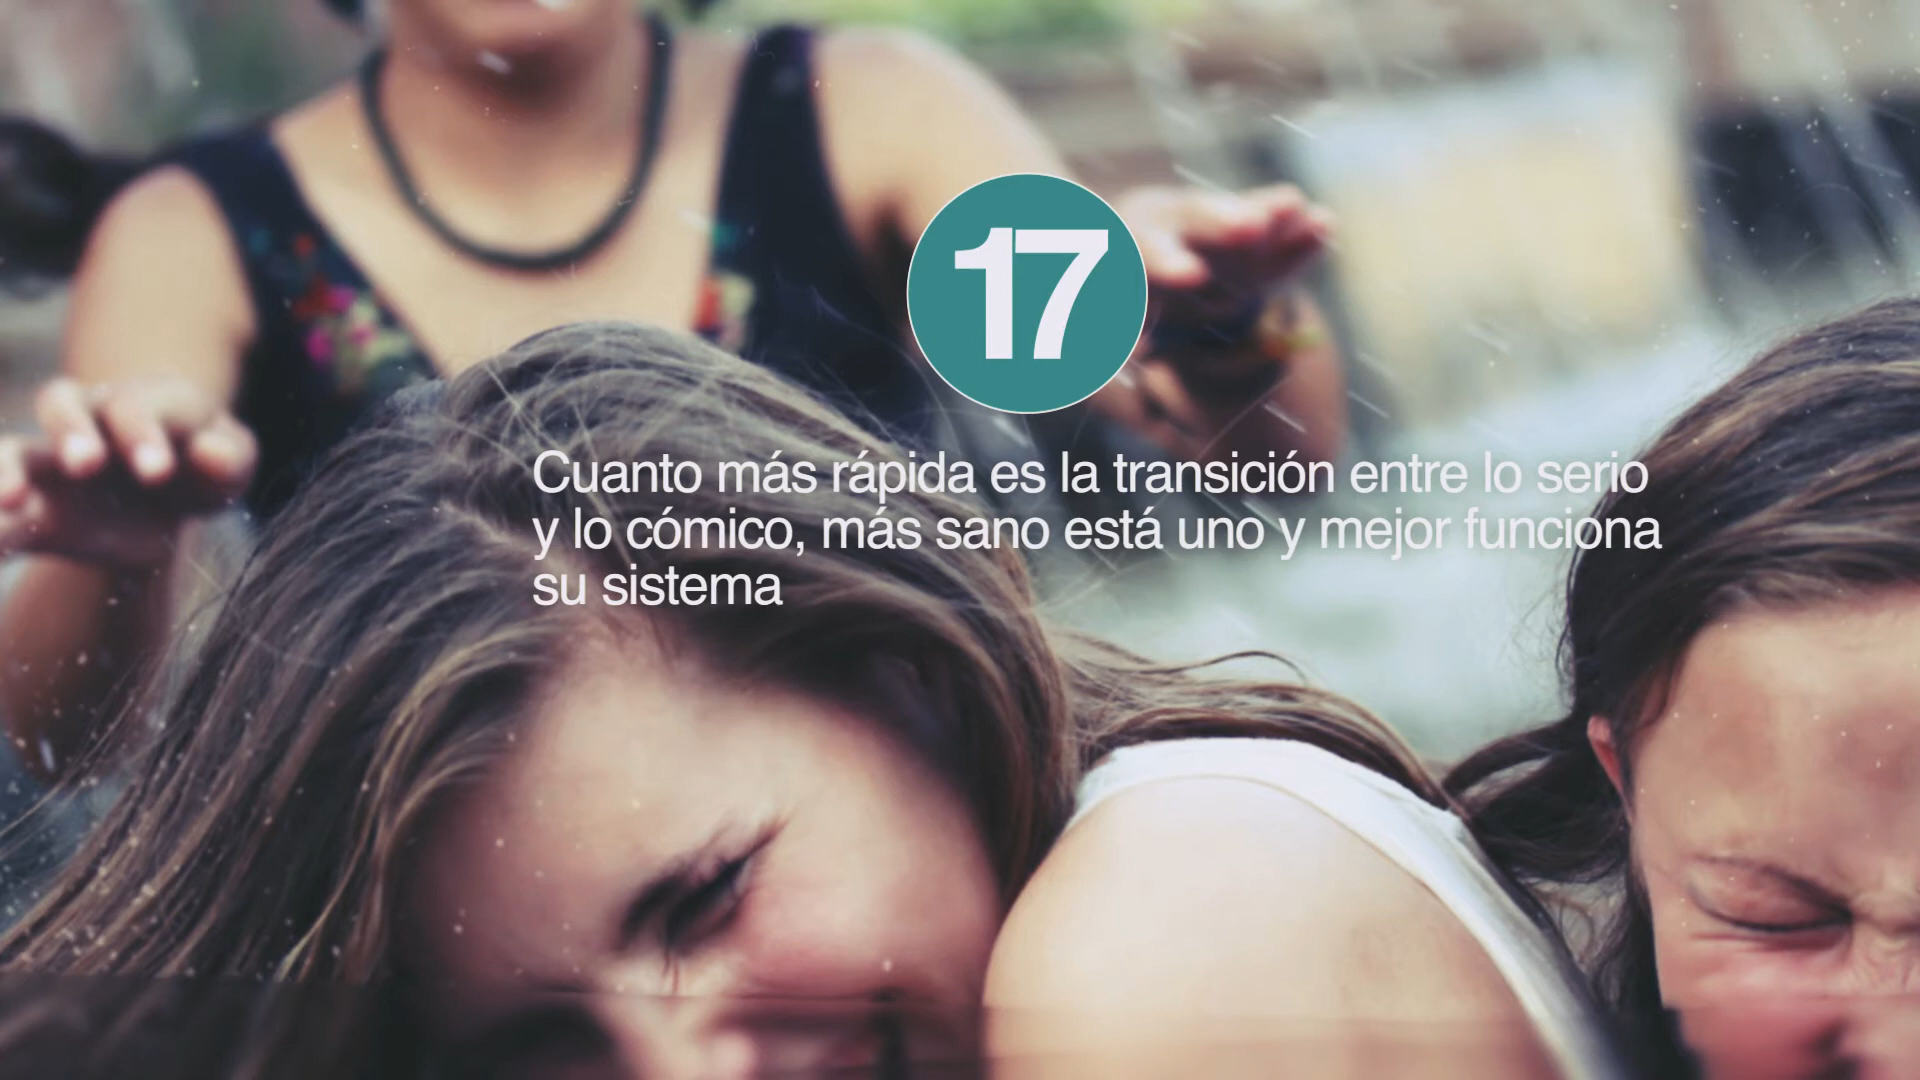 17
Cuanto más rápida es la transición entre lo serio
y lo cómico, más sano está uno y mejor funciona
su sistema